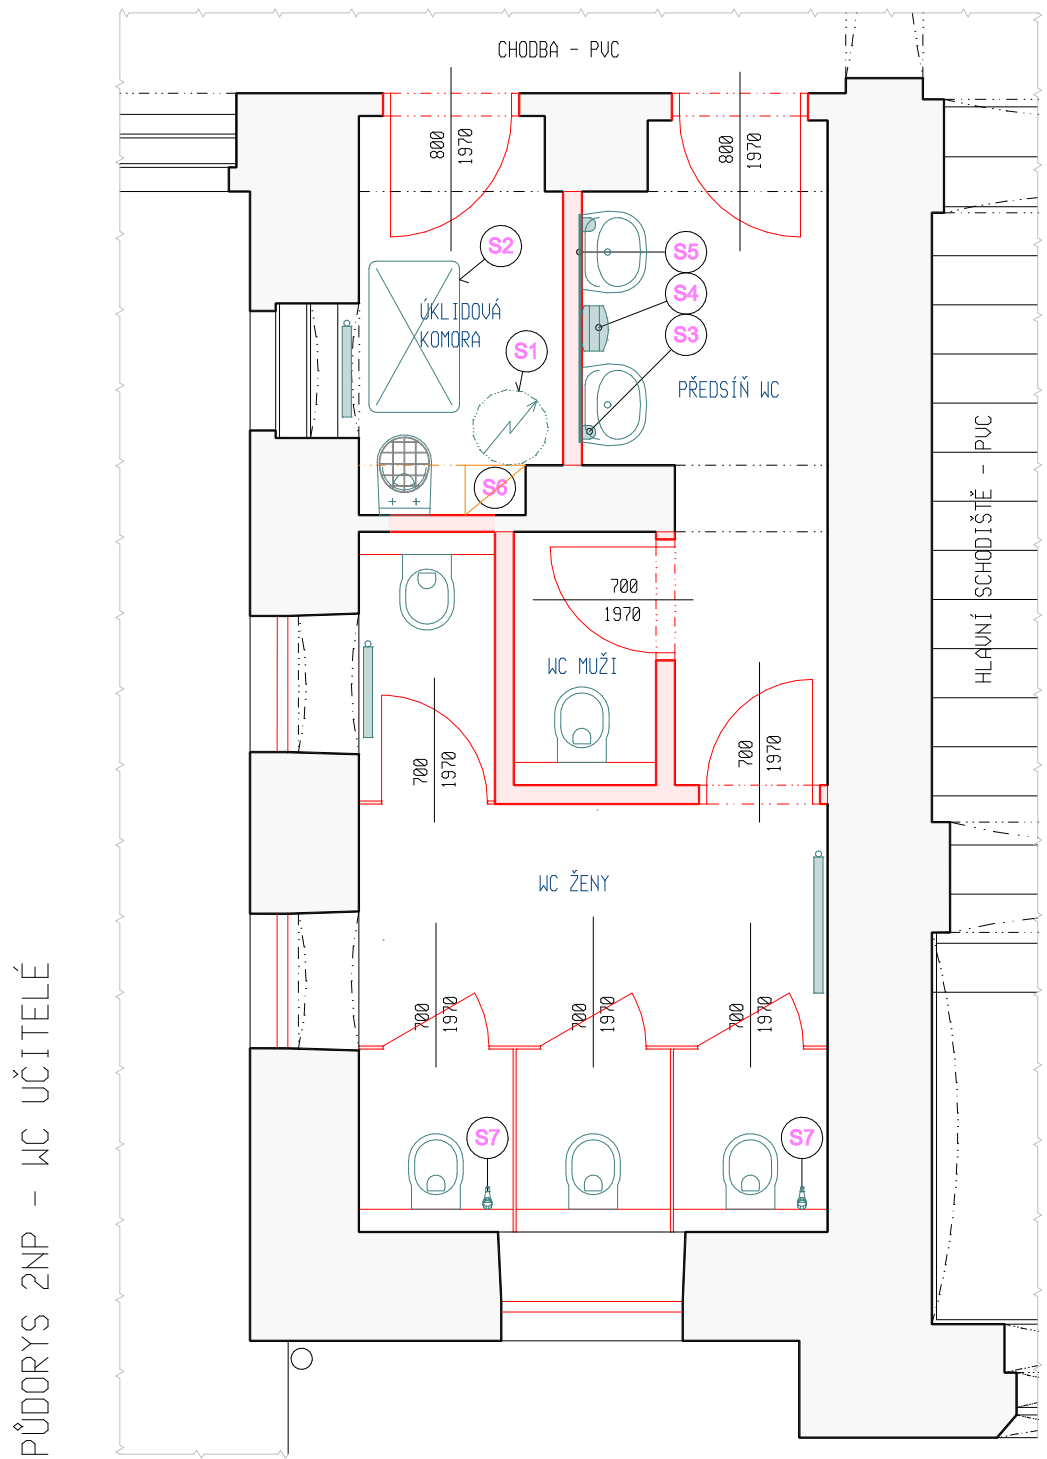 CHODBA - PVC
800
1970
800
1970
S2
S5
S4
S3
ÚKLIDOVÁ
KOMORA
S1
PŘEDSÍŇ WC
S6
HLAVNÍ SCHODIŠTĚ - PVC
700
1970
WC MUŽI
700
1970
700
1970
WC ŽENY
700
1970
700
1970
700
1970
S7
S7
PŮDORYS 2NP - WC UČITELÉ